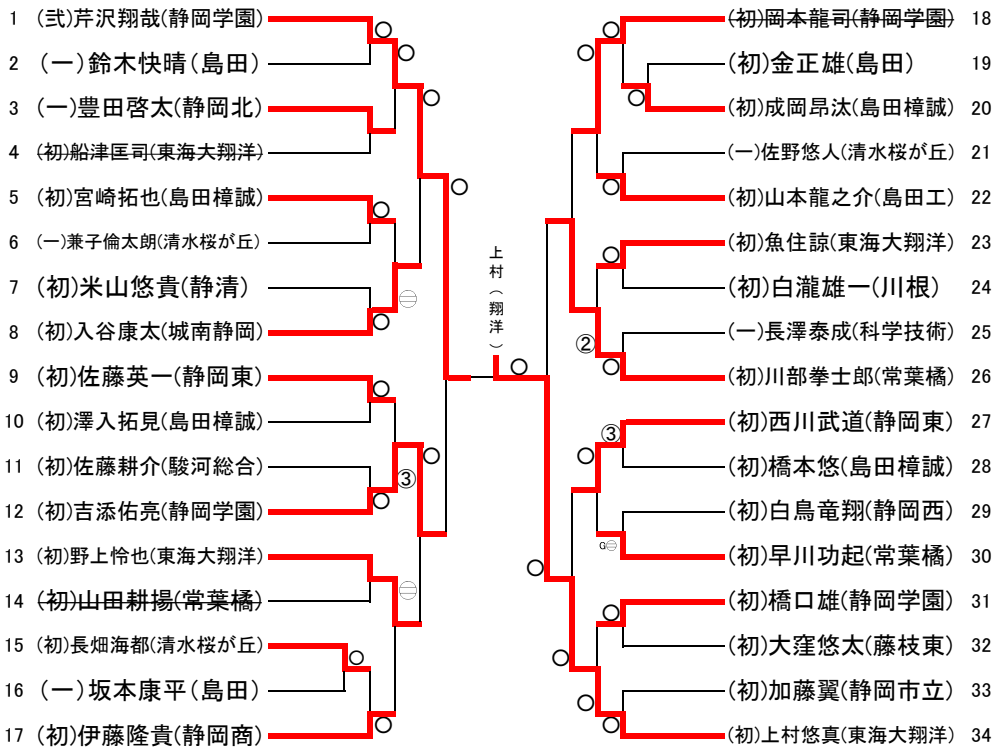 1 (弐)芹沢翔哉(静岡学園)
2 (一)鈴木快晴(島田)
3 (一)豊田啓太(静岡北)
4 (初)船津匡司(東海大翔洋)
5 (初)宮崎拓也(島田樟誠)
6 (一)兼子倫太朗(清水桜が丘)
7 (初)米山悠貴(静清)
8 (初)入谷康太(城南静岡)
9 (初)佐藤英一(静岡東)
10 (初)澤入拓見(島田樟誠)
11 (初)佐藤耕介(駿河総合)
12 (初)吉添佑亮(静岡学園)
13 (初)野上怜也(東海大翔洋)
14 (初)山田耕揚(常葉橘)
15 (初)長畑海都(清水桜が丘)
16 (一)坂本康平(島田)
17 (初)伊藤隆貴(静岡商)
○
○
○
○
○
㊂
○
○
○
③
○
㊂
○
○
上村(翔洋)
○
(初)岡本龍司(静岡学園) 18
(初)金正雄(島田) 19
(初)成岡昂汰(島田樟誠) 20
(一)佐野悠人(清水桜が丘) 21
(初)山本龍之介(島田工) 22
(初)魚住諒(東海大翔洋) 23
(初)白瀧雄一(川根) 24
(一)長澤泰成(科学技術) 25
(初)川部拳士郎(常葉橘) 26
(初)西川武道(静岡東) 27
(初)橋本悠(島田樟誠) 28
(初)白鳥竜翔(静岡西) 29
(初)早川功起(常葉橘) 30
(初)橋口雄(静岡学園) 31
(初)大窪悠太(藤枝東) 32
(初)加藤翼(静岡市立) 33
(初)上村悠真(東海大翔洋) 34
○
○
○
○
②
○
③
○
G㊀
○
○
○
○
○